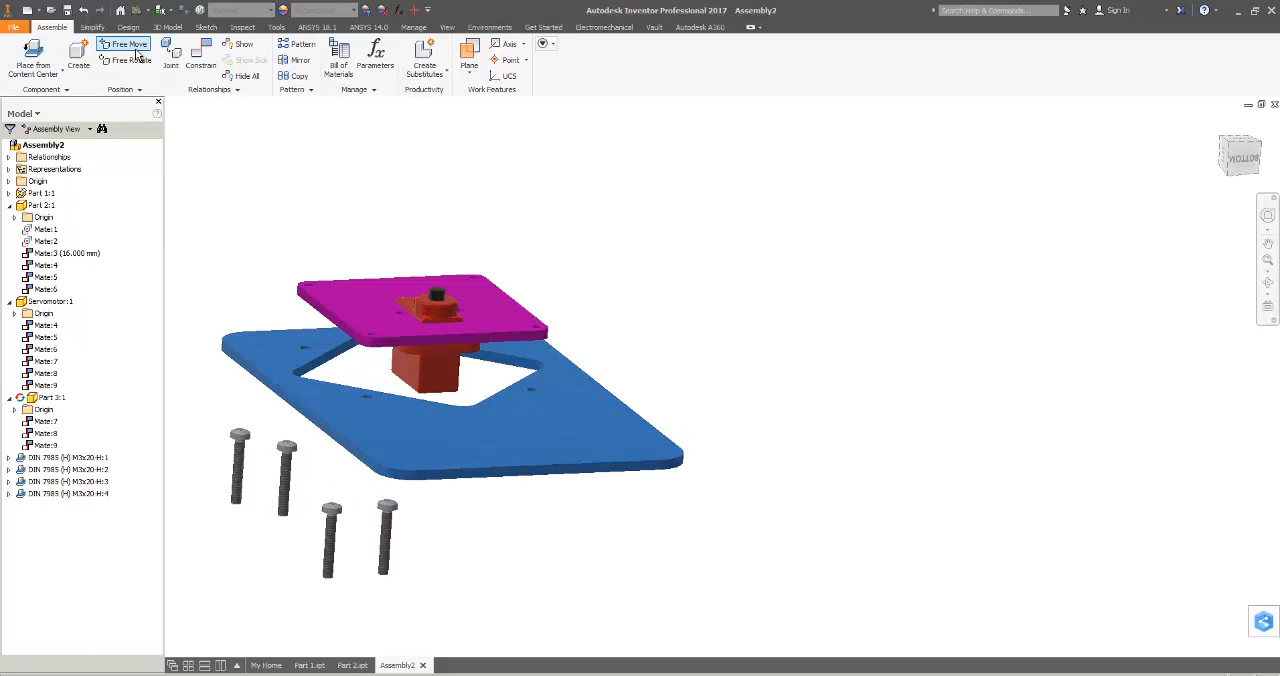 Autodesk Inventor Professional 2017 Assembly2
Search Help & Commands...
Sign In
File Assemble Simplify Design 3D Model Sketch Inspect Tools ANSYS 18.1 ANSYS 14.0 Manage View Environments Get Started Electromechanical Vault Autodesk A360
Place from
Content Center
Create
Free Move
Free Rotate
Joint
Constrain
Show
Show Sick
Hide All
Pattern
Mirror
Copy
Bill of
Materials
Parameters
Create
Substitutes
Plane
Axis
Point
UCS
Component Position Relationships Pattern Manage Productivity Work Features
Model
Assembly View
Assembly2
Relationships
Representations
Origin
Part 1:1
Part 2:1
Origin
Mate:1
Mate:2
Mate:3 (16.000 mm)
Mate:4
Mate:5
Mate:6
Servomotor:1
Origin
Mate:4
Mate:5
Mate:6
Mate:7
Mate:8
Mate:9
Part 3:1
Origin
Mate:7
Mate:8
Mate:9
DIN 7985 (H) M3x20-H:1
DIN 7985 (H) M3x20-H:2
DIN 7985 (H) M3x20-H:3
DIN 7985 (H) M3x20-H:4
BOTTOM
My Home Part 1.ipt Part 2.ipt Assembly2